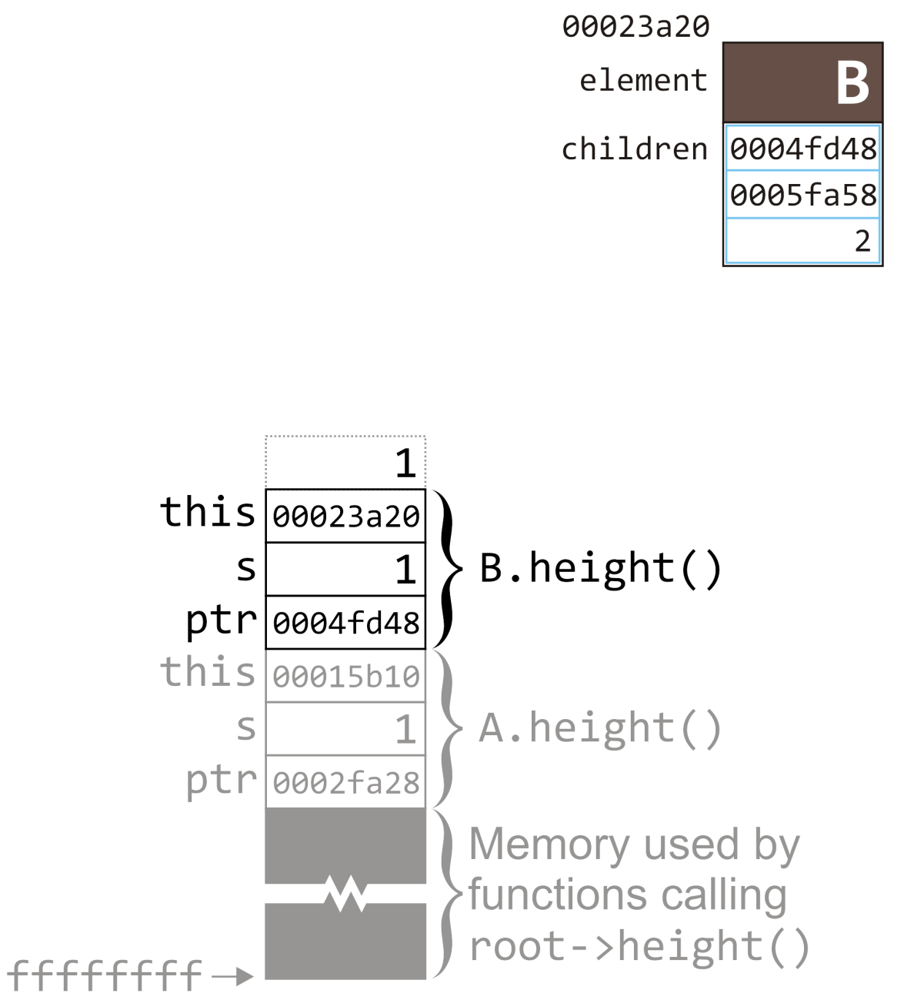 00023a20
element B
children 0004fd48
0005fa58
2
1
this 00023a20
s 1
B.height()
ptr 0004fd48
this 00015b10
s 1
A.height()
ptr 0002fa28
Memory used by
functions calling
root->height()
ffffffff